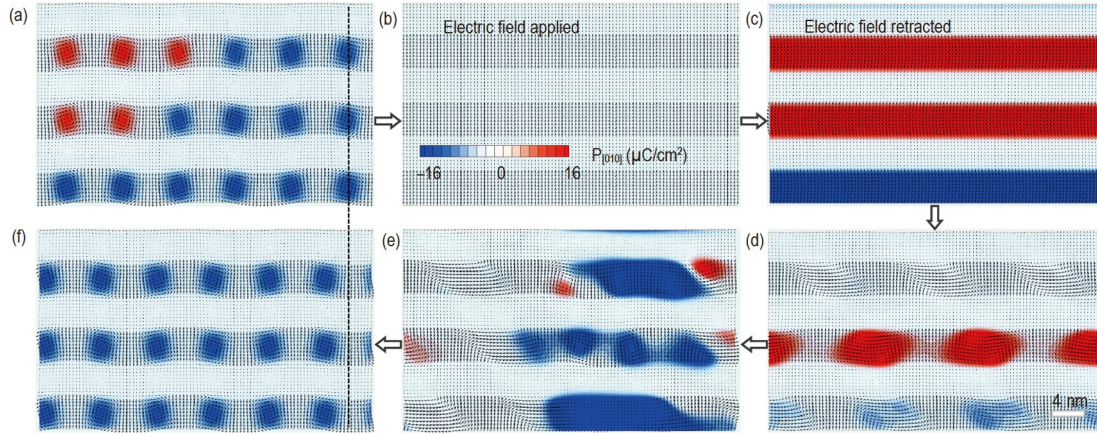 (a)
(b)
Electric field applied
(c)
Electric field retracted
P[010] (μC/cm²)
−16 0 16
(f)
(e)
(d)
4 nm